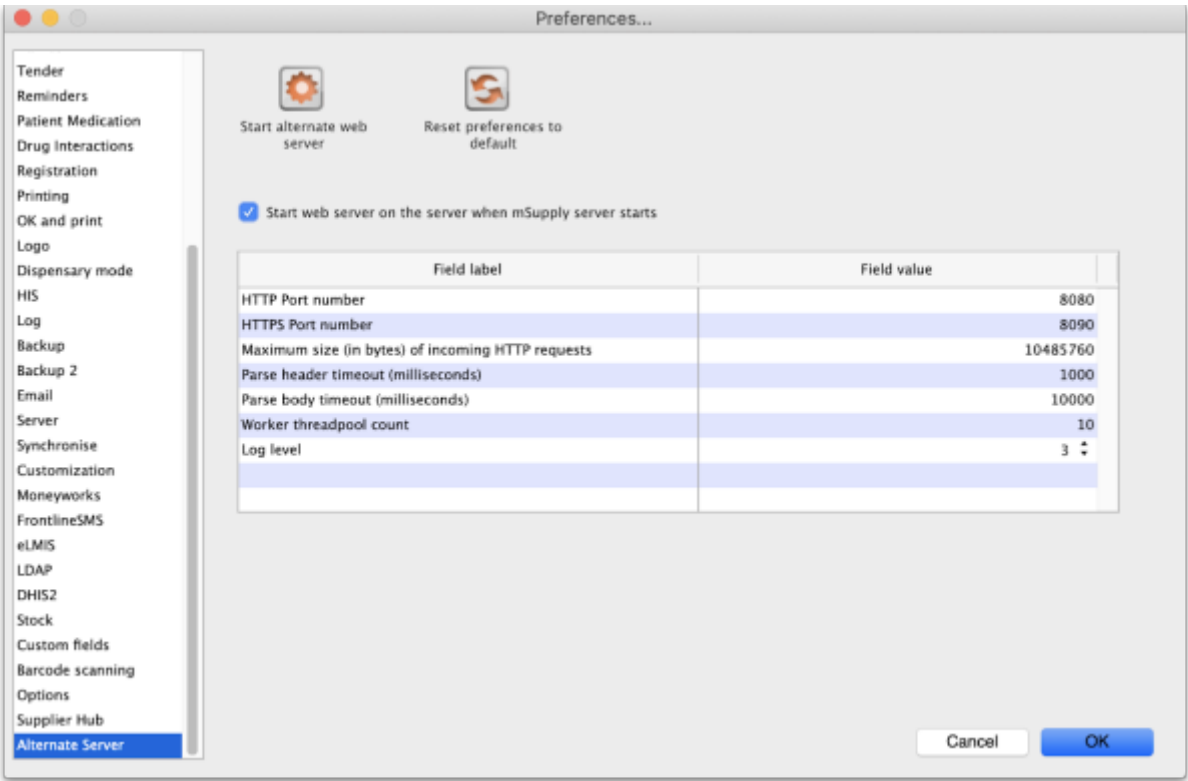 Preferences...
Tender
Reminders
Patient Medication
Drug Interactions
Registration
Printing
OK and print
Logo
Dispensary mode
HIS
Log
Backup
Backup 2
Email
Server
Synchronise
Customization
Moneyworks
FrontlineSMS
eLMIS
LDAP
DHIS2
Stock
Custom fields
Barcode scanning
Options
Supplier Hub
Alternate Server
Start alternate web
server
Reset preferences to
default
Start web server on the server when mSupply server starts
Field label Field value
HTTP Port number 8080
HTTPS Port number 8090
Maximum size (in bytes) of incoming HTTP requests 10485760
Parse header timeout (milliseconds) 1000
Parse body timeout (milliseconds) 10000
Worker threadpool count 10
Log level 3
Cancel OK